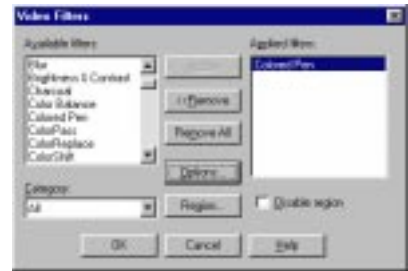 Video Filters
Available filters:
Applied filters:
Blur
Brightness & Contrast
Charcoal
Color Balance
Colored Pen
ColorPass
ColorReplace
ColorShift
Colored Pen
<<Remove
Remove All
Options...
Category:
All
Region...
Disable region
OK
Cancel
Help